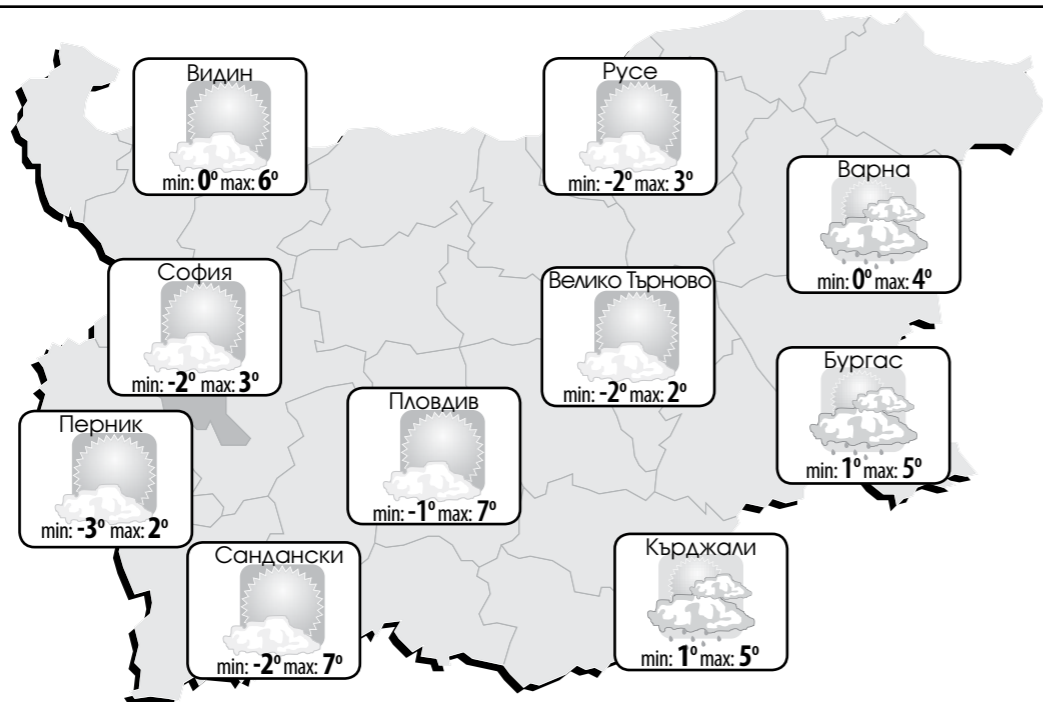 Видин
min: 0° max: 6°
Русе
min: -2° max: 3°
Варна
min: 0° max: 4°
София
min: -2° max: 3°
Велико Търново
min: -2° max: 2°
Бургас
min: 1° max: 5°
Пловдив
min: -1° max: 7°
Перник
min: -3° max: 2°
Сандански
min: -2° max: 7°
Кърджали
min: 1° max: 5°